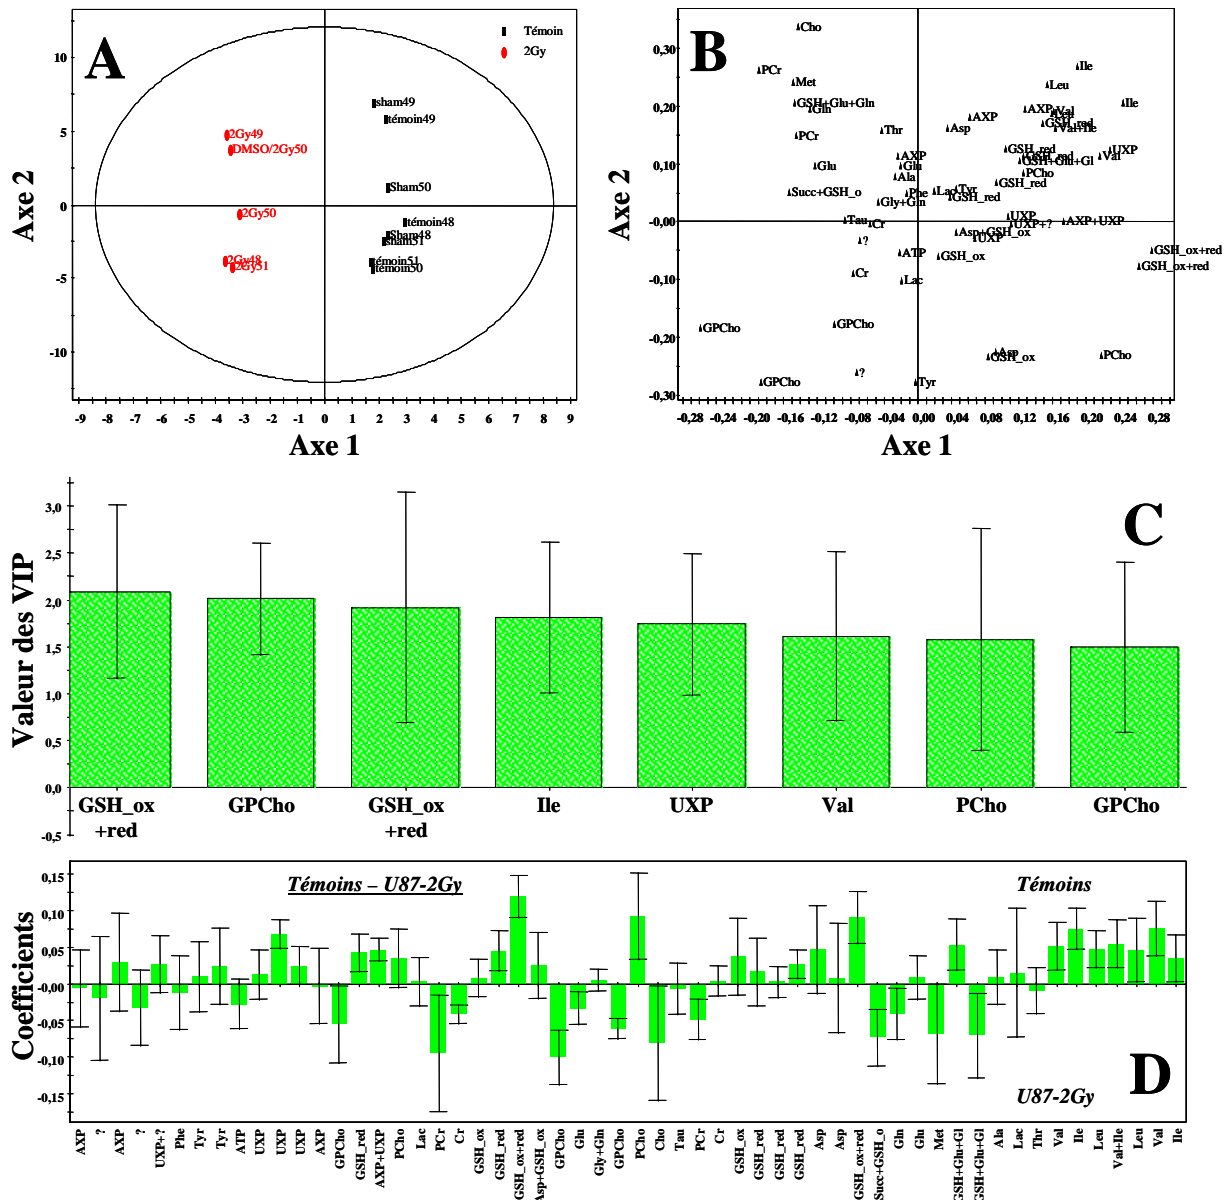 A
Témoin
2Gy
sham49
témoin49
2Gy49
DMSO/2Gy50
Sham50
2Gy50
témoin48
Sham48
sham51
2Gy48
2Gy51
témoin51
témoin50
10
5
0
-5
-10
-9 -8 -7 -6 -5 -4 -3 -2 -1 0 1 2 3 4 5 6 7 8 9
Axe 1
Axe 2
B
Cho
PCr
Met
GSH+Glu+Gln
Gln
PCr
Thr
Glu
AXP
Glu
Ala
Succ+GSH_o
Phe
Gly+Gln
Tau
Cr
?
ATP
Cr
Lac
GPCho
GPCho
GPCho
?
Tyr
Ile
Leu
Ile
AXP
Val
AXP
GSH_red
Val+Ile
Asp
GSH_red
GSH_red
GSH+Glu+Gl
UXP
Val
PCho
GSH_red
Lac
Tyr
GSH_red
UXP
UXP+?
AXP+UXP
Asp+GSH_ox
UXP
GSH_ox
GSH_ox+red
GSH_ox+red
Asp
GSH_ox
PCho
0,30
0,20
0,10
-0,00
-0,10
-0,20
-0,30
-0,28 -0,24 -0,20 -0,16 -0,12 -0,08 -0,04 0,00 0,04 0,08 0,12 0,16 0,20 0,24 0,28
Axe 1
Axe 2
C
Valeur des VIP
3,0
2,5
2,0
1,5
1,0
0,5
0,0
-0,5
GSH_ox
+red
GPCho
GSH_ox
+red
Ile
UXP
Val
PCho
GPCho
D
Témoins – U87-2Gy
Témoins
U87-2Gy
Coefficients
0,15
0,10
0,05
-0,00
-0,05
-0,10
-0,15
AXP
?
AXP
?
UXP+?
Phe
Tyr
Tyr
ATP
UXP
UXP
UXP
AXP
GPCho
GSH_red
AXP+UXP
PCho
Lac
PCr
Cr
GSH_ox
GSH_red
GSH_ox+red
Asp+GSH_ox
GPCho
Glu
Gly+Gln
GPCho
PCho
Cho
Tau
PCr
Cr
GSH_ox
GSH_red
GSH_red
GSH_red
Asp
Asp
GSH_ox+red
Succ+GSH_o
Gln
Glu
Met
GSH+Glu+Gl
GSH+Glu+Gl
Ala
Lac
Thr
Val
Ile
Leu
Val+Ile
Leu
Val
Ile